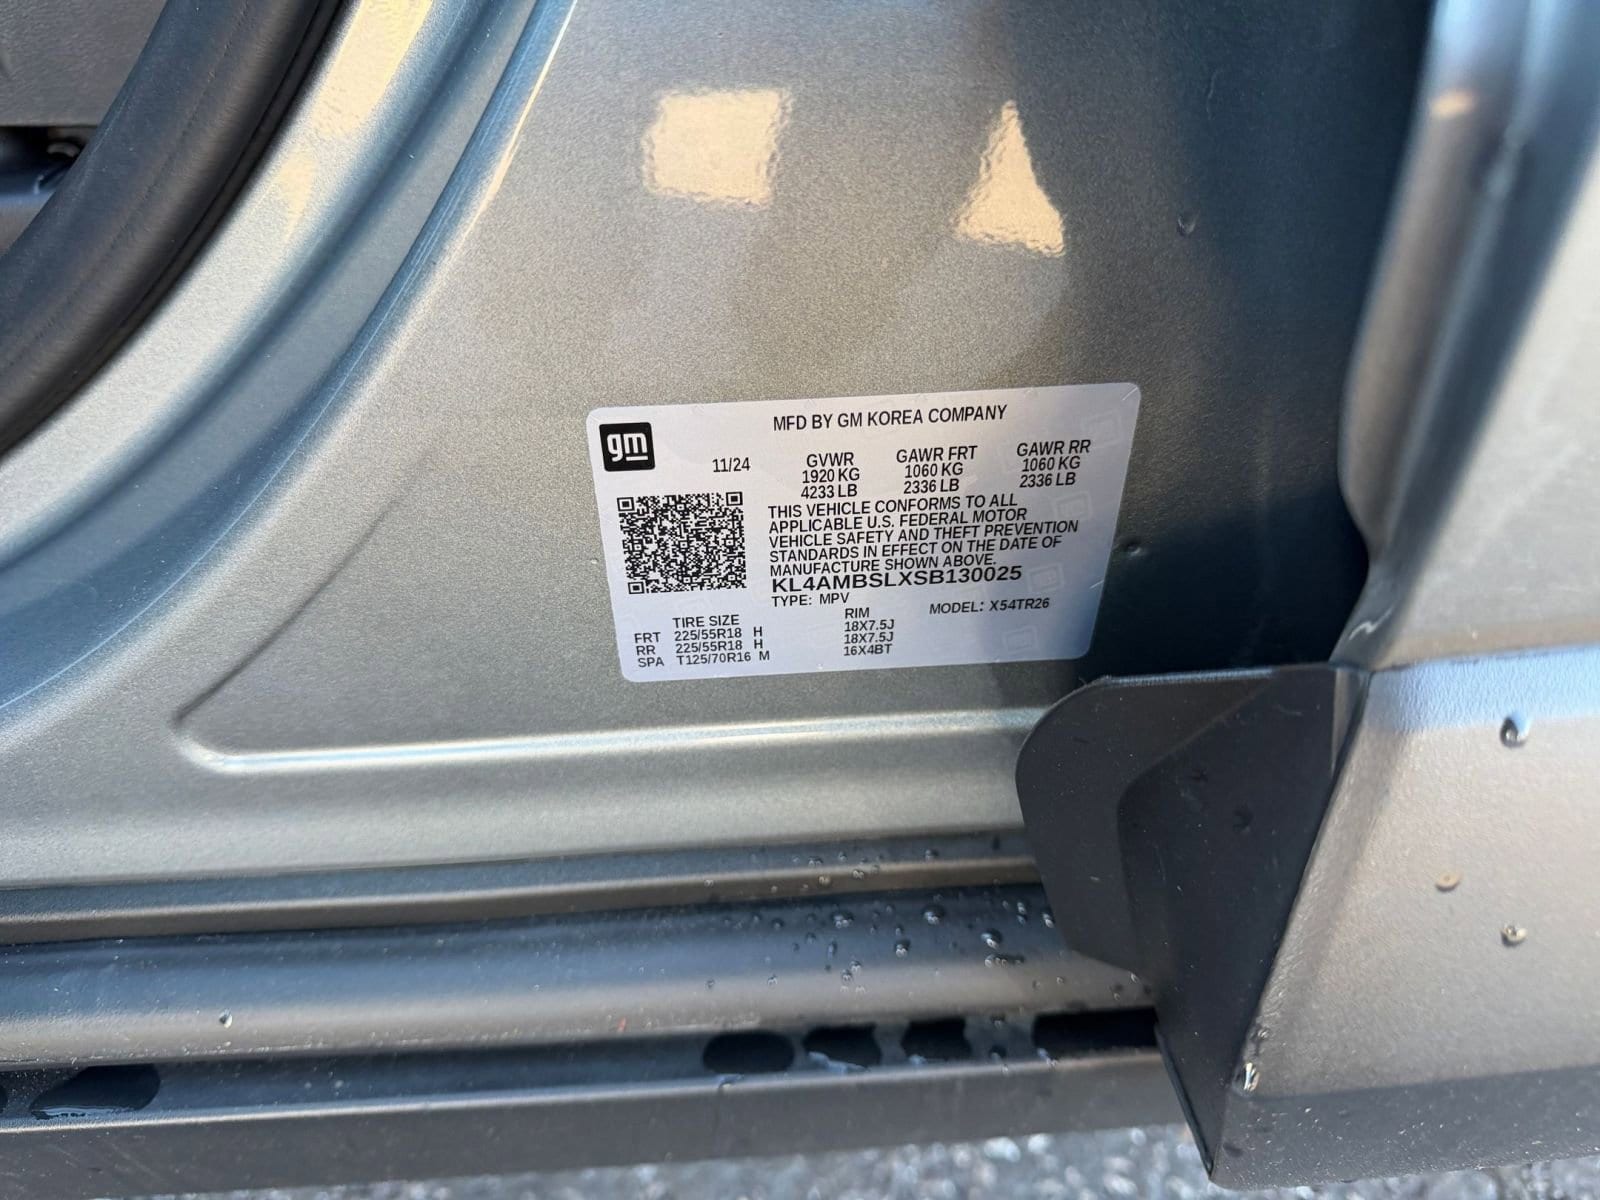 MFD BY GM KOREA COMPANY
gm
11/24
GVWR GAWR FRT GAWR RR
1920 KG 1060 KG 1060 KG
4233 LB 2336 LB 2336 LB
THIS VEHICLE CONFORMS TO ALL
APPLICABLE U.S. FEDERAL MOTOR
VEHICLE SAFETY AND THEFT PREVENTION
STANDARDS IN EFFECT ON THE DATE OF
MANUFACTURE SHOWN ABOVE.
KL4AMBSLXSB130025
TYPE: MPV MODEL: X54TR26
TIRE SIZE RIM
FRT 225/55R18 H 18X7.5J
RR 225/55R18 H 18X7.5J
SPA T125/70R16 M 16X4BT